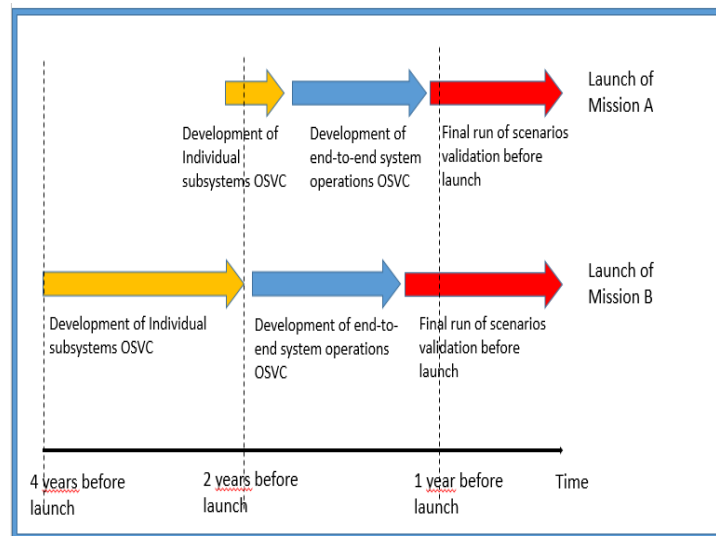 Launch of
Mission A
Development of
Individual
subsystems OSVC
Development of
end-to-end system
operations OSVC
Final run of scenarios
validation before
launch
Launch of
Mission B
Development of Individual
subsystems OSVC
Development of end-to-
end system operations
OSVC
Final run of scenarios
validation before
launch
4 years before
launch
2 years before
launch
1 year before
launch
Time